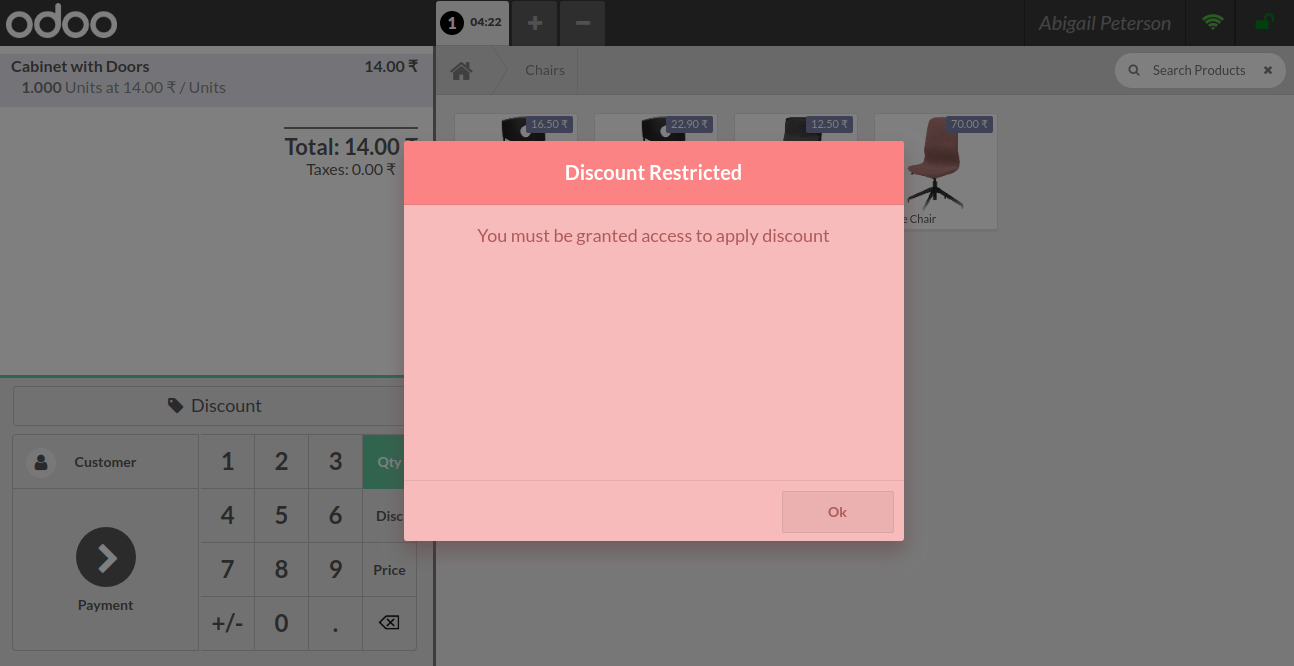 odoo
1 04:22
Abigail Peterson
Cabinet with Doors 14.00 ₹
1.000 Units at 14.00 ₹ / Units
Total: 14.00 ₹
Taxes: 0.00 ₹
Chairs
Search Products
16.50 ₹
22.90 ₹
12.50 ₹
70.00 ₹
e Chair
Discount Restricted
You must be granted access to apply discount
Ok
Discount
Customer
1 2 3 Qty
4 5 6 Disc
7 8 9 Price
+/- 0 .
Payment